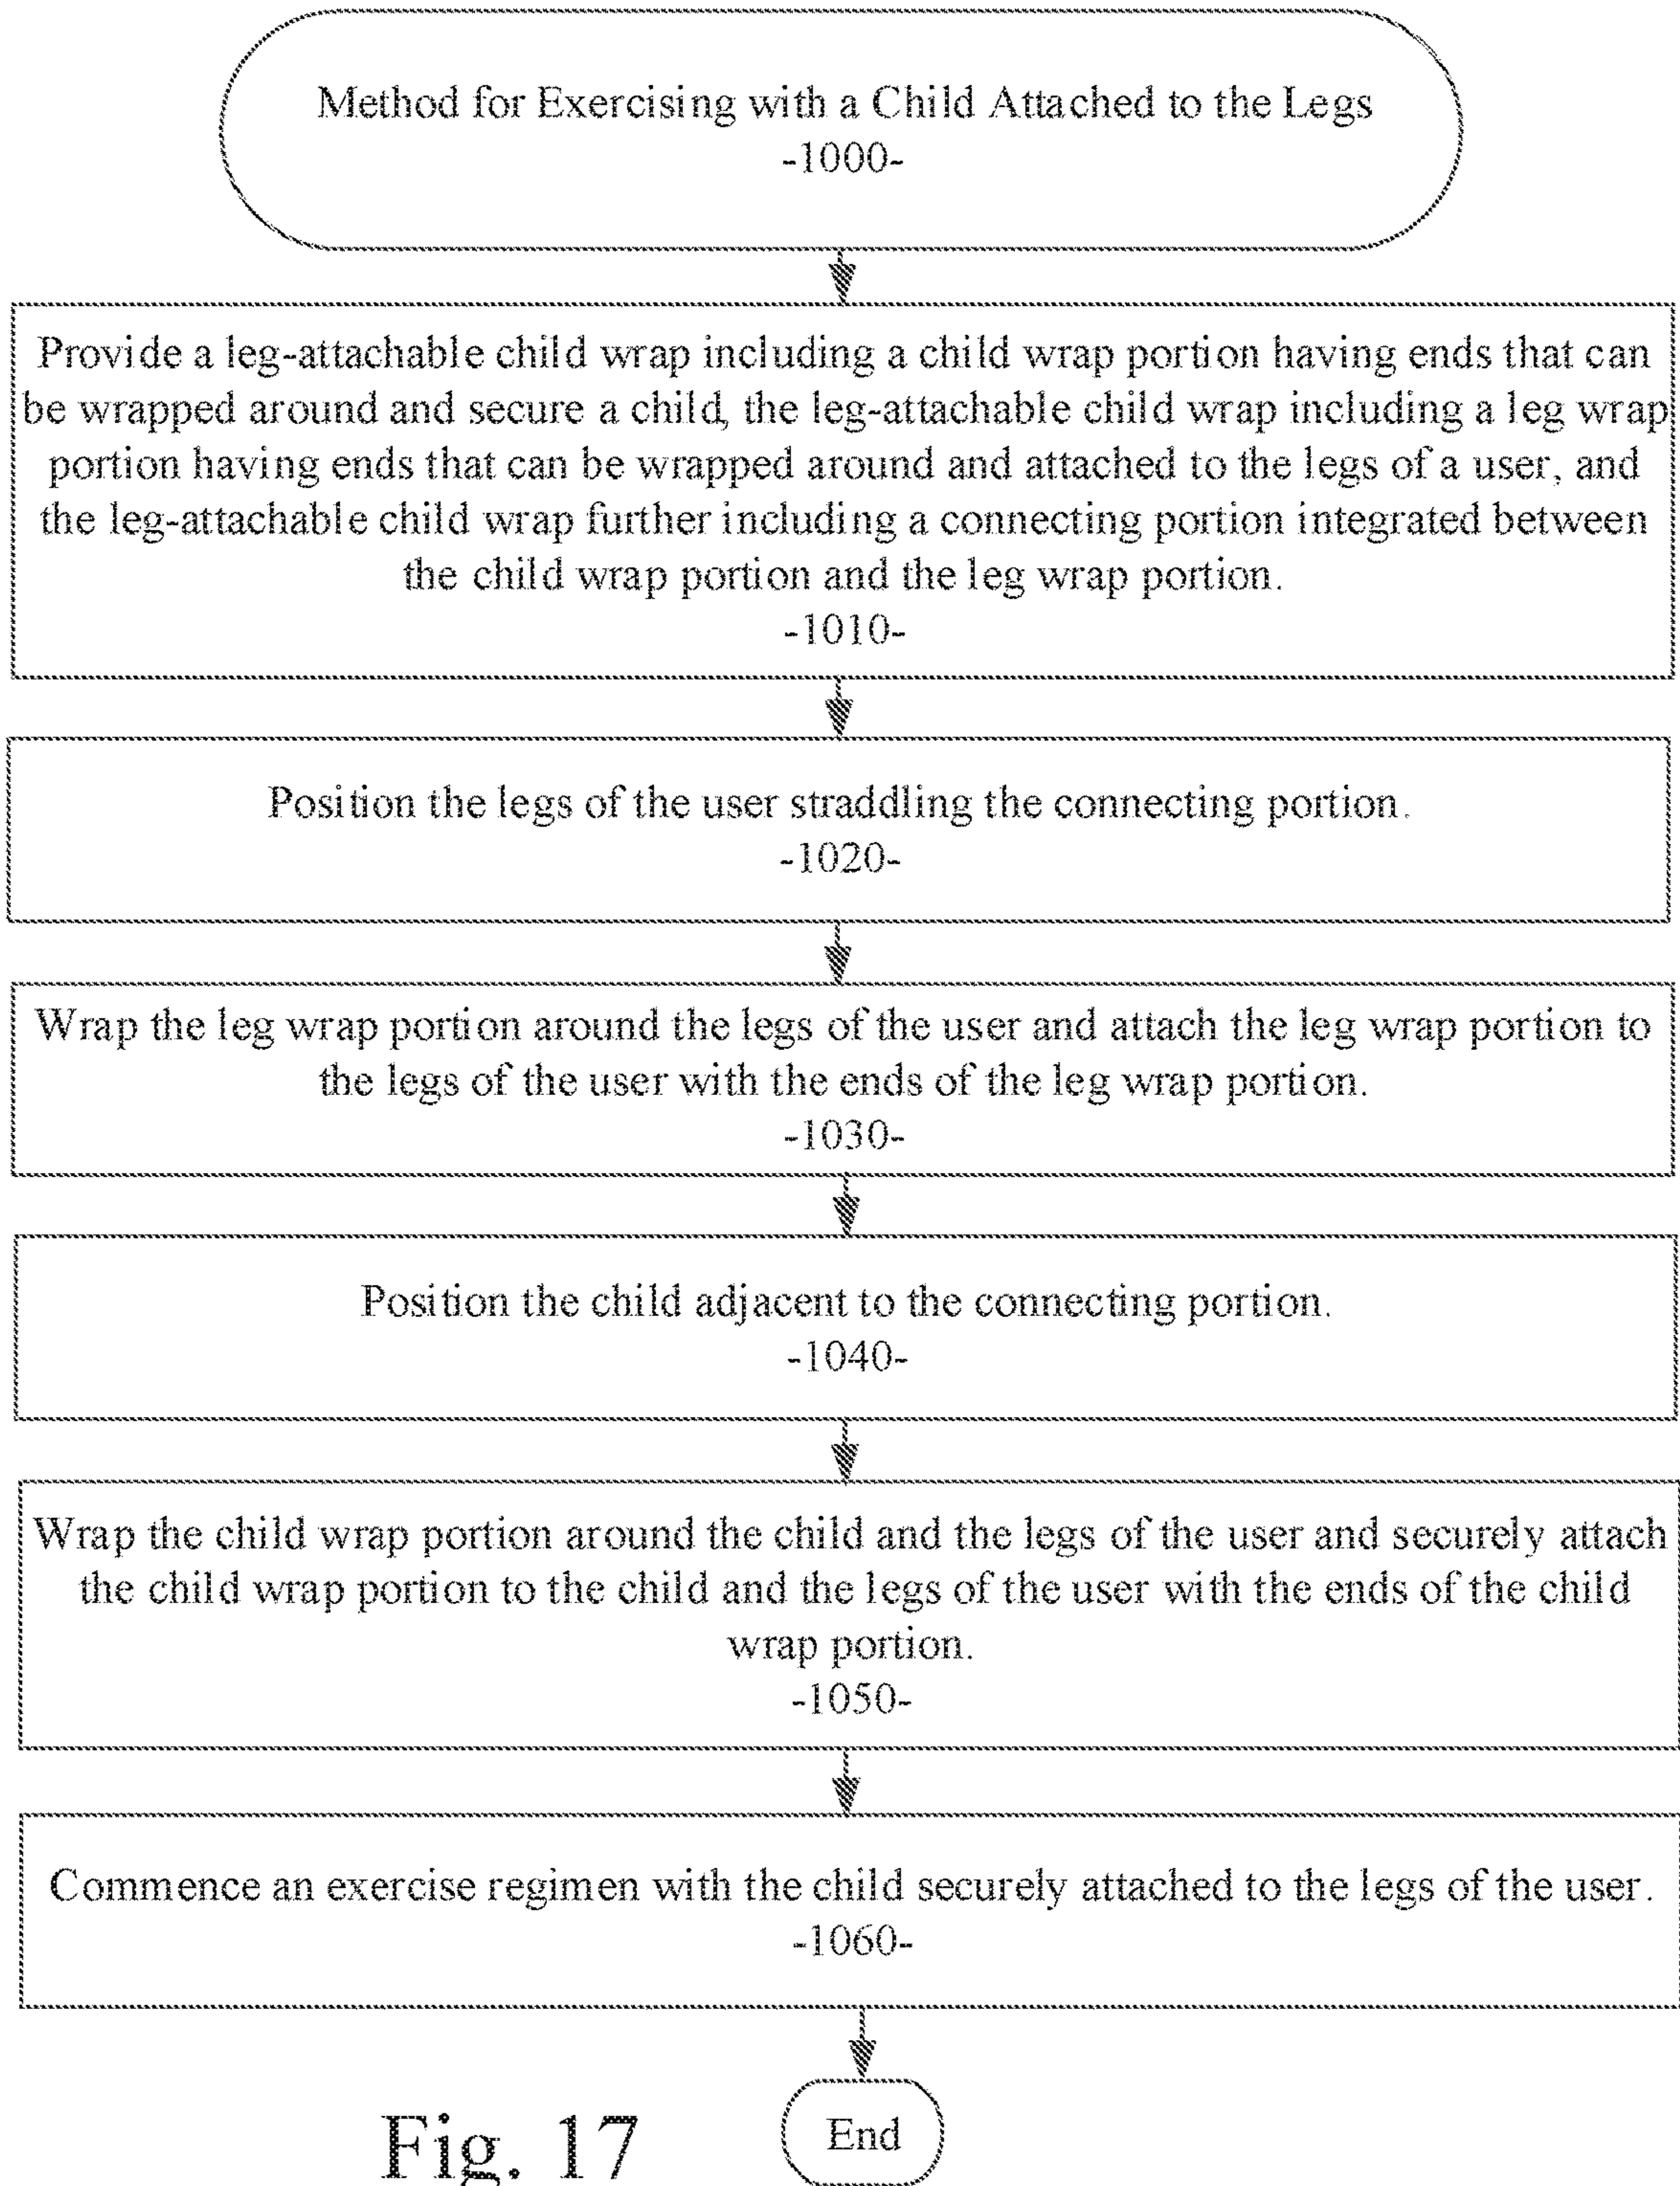 Method for Exercising with a Child Attached to the Legs
-1000-
Provide a leg-attachable child wrap including a child wrap portion having ends that can
be wrapped around and secure a child, the leg-attachable child wrap including a leg wrap
portion having ends that can be wrapped around and attached to the legs of a user, and
the leg-attachable child wrap further including a connecting portion integrated between
the child wrap portion and the leg wrap portion.
-1010-
Position the legs of the user straddling the connecting portion.
-1020-
Wrap the leg wrap portion around the legs of the user and attach the leg wrap portion to
the legs of the user with the ends of the leg wrap portion.
-1030-
Position the child adjacent to the connecting portion.
-1040-
Wrap the child wrap portion around the child and the legs of the user and securely attach
the child wrap portion to the child and the legs of the user with the ends of the child
wrap portion.
-1050-
Commence an exercise regimen with the child securely attached to the legs of the user.
-1060-
End
Fig. 17